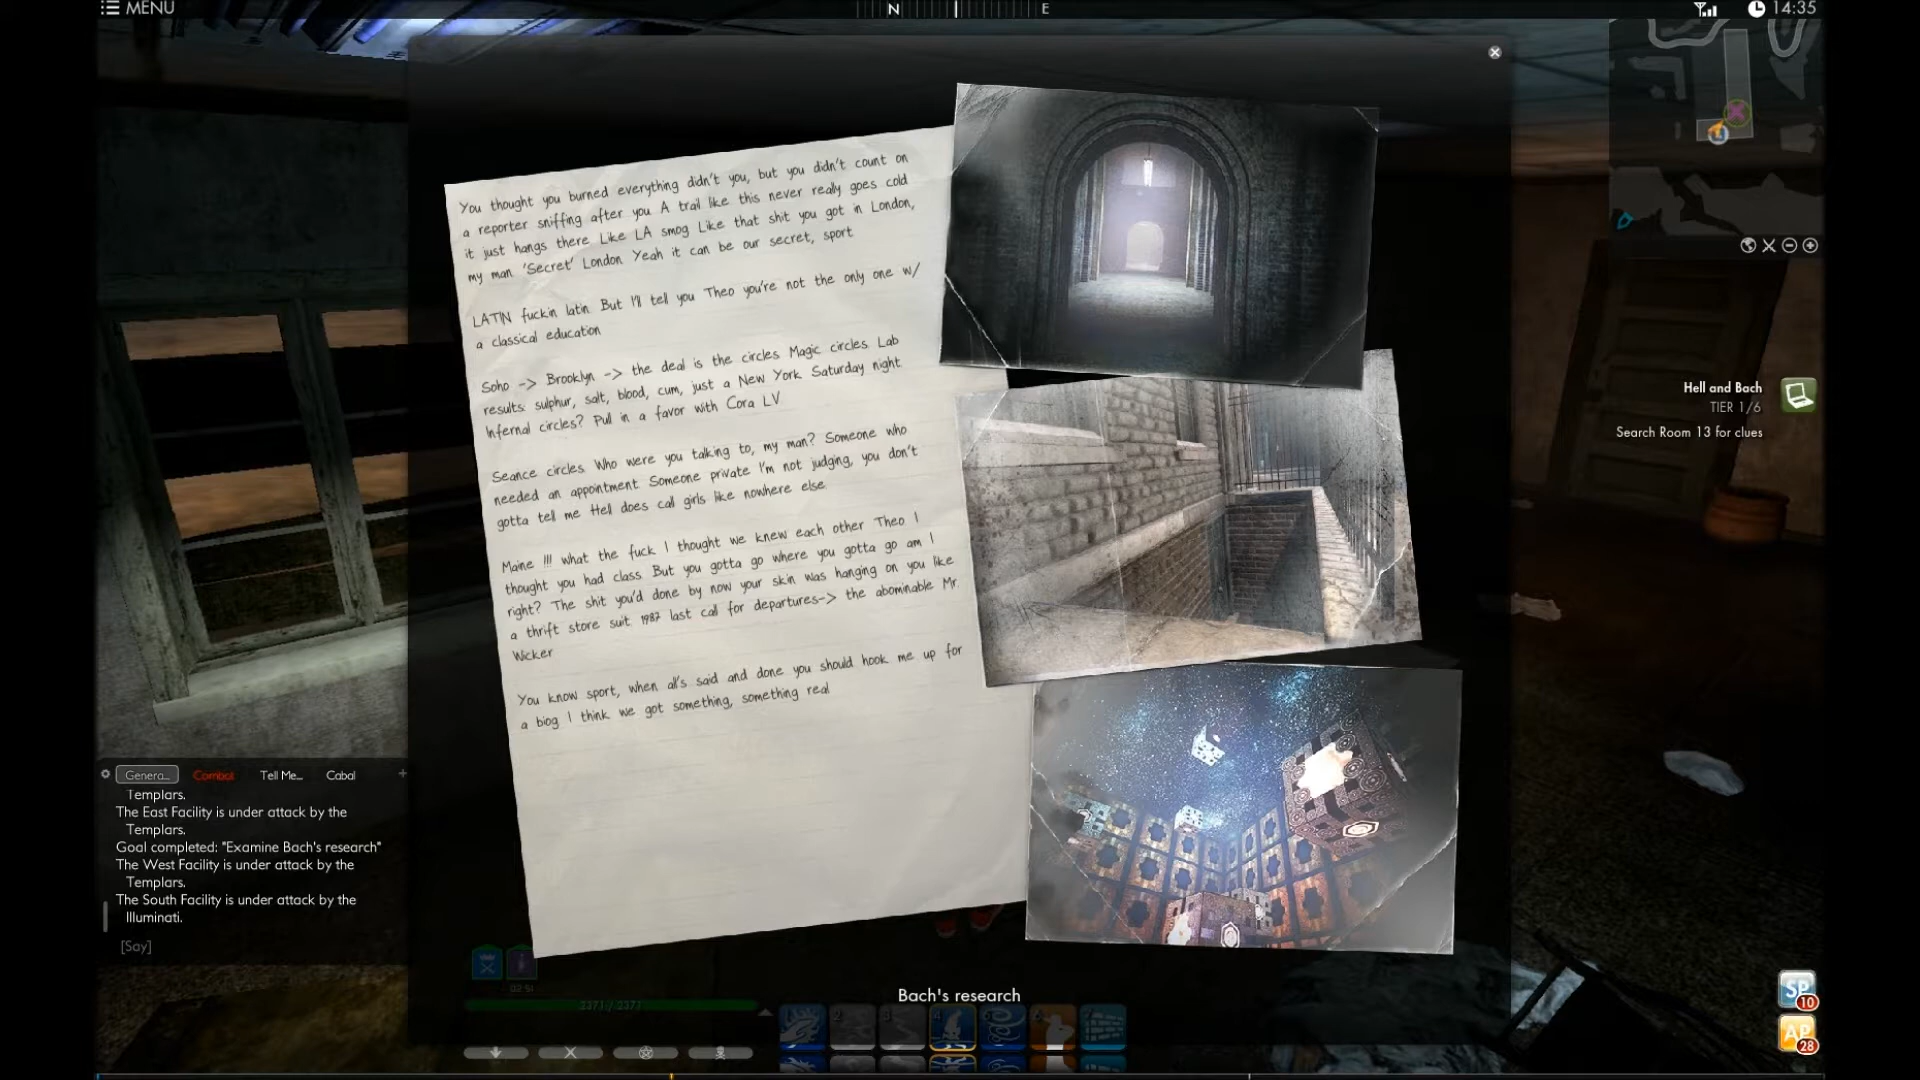 MENU
N
E
14:35
You thought you burned everything didn't you, but you didn't count on
a reporter sniffing after you A trail like this never really goes cold
it just hangs there Like LA smog Like that shit you got in London,
my man 'Secret' London Yeah it can be our secret, sport
LATIN fuckin latin. But I'll tell you Theo you're not the only one w/
a classical education
Soho -> Brooklyn -> the deal is the circles Magic circles. Lab
results: sulphur, salt, blood, cum, just a New York Saturday night
Infernal circles? Pull in a favor with Cora LV
Seance circles. Who were you talking to, my man? Someone who
needed an appointment. Someone private I'm not judging, you don't
gotta tell me Hell does call girls like nowhere else
Maine !!! what the fuck I thought we knew each other Theo I
thought you had class. But you gotta go where you gotta go am I
right? The shit you'd done by now your skin was hanging on you like
a thrift store suit 1987 last call for departures-> the abominable Mr.
Wicker
You know sport, when all's said and done you should hook me up for
a biog I think we got something, something real
Hell and Bach
TIER 1/6
Search Room 13 for clues
Genera...
Combat
Tell Me...
Cabal
+
Templars.
The East Facility is under attack by the
Templars.
Goal completed: "Examine Bach's research"
The West Facility is under attack by the
Templars.
The South Facility is under attack by the
Illuminati.
[Say]
2371 / 2371
Bach's research
2
3
4
SP
10
AP
28